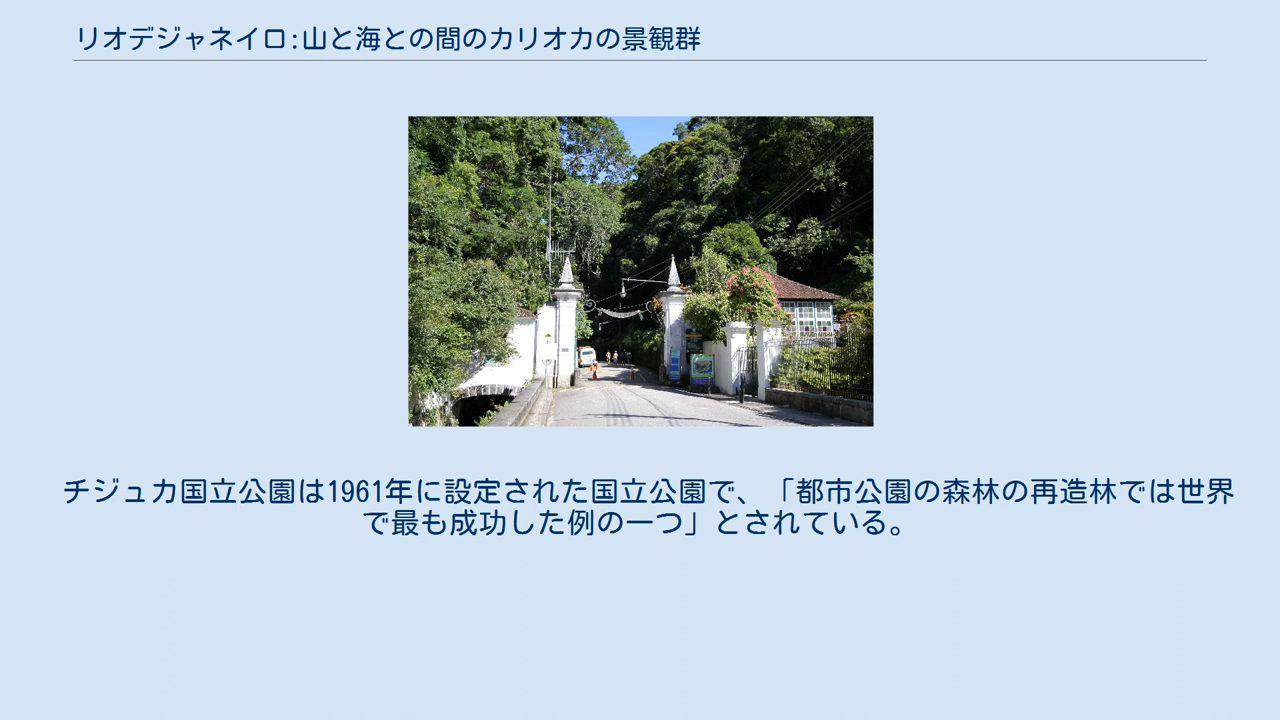 リオデジャネイロ:山と海との間のカリオカの景観群
チジュカ国立公園は1961年に設定された国立公園で、「都市公園の森林の再造林では世界
で最も成功した例の一つ」とされている。